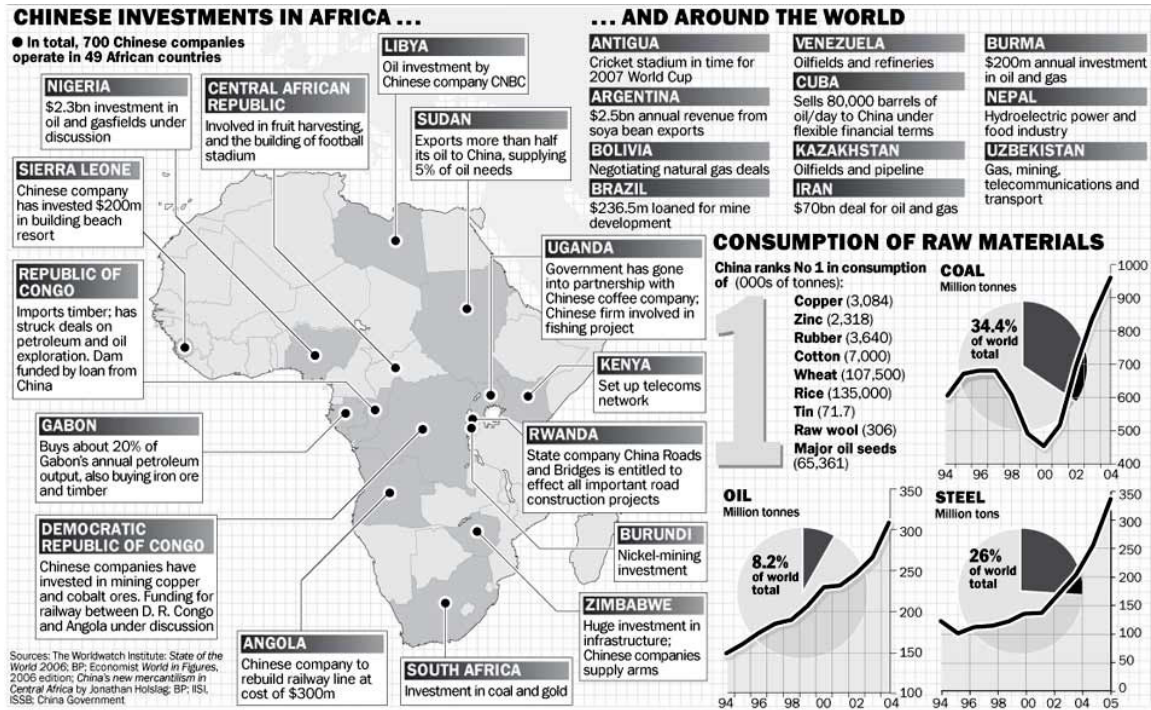 CHINESE INVESTMENTS IN AFRICA ...
● In total, 700 Chinese companies
operate in 49 African countries
NIGERIA
$2.3bn investment in
oil and gasfields under
discussion
CENTRAL AFRICAN
REPUBLIC
Involved in fruit harvesting,
and the building of football
stadium
LIBYA
Oil investment by
Chinese company CNBC
SUDAN
Exports more than half
its oil to China, supplying
5% of oil needs
SIERRA LEONE
Chinese company
has invested $200m
in building beach
resort
REPUBLIC OF
CONGO
Imports timber; has
struck deals on
petroleum and oil
exploration. Dam
funded by loan from
China
UGANDA
Government has gone
into partnership with
Chinese coffee company;
Chinese firm involved in
fishing project
KENYA
Set up telecoms
network
GABON
Buys about 20% of
Gabon's annual petroleum
output, also buying iron ore
and timber
RWANDA
State company China Roads
and Bridges is entitled to
effect all important road
construction projects
DEMOCRATIC
REPUBLIC OF CONGO
Chinese companies have
invested in mining copper
and cobalt ores. Funding for
railway between D. R. Congo
and Angola under discussion
BURUNDI
Nickel-mining
investment
ZIMBABWE
Huge investment in
infrastructure;
Chinese companies
supply arms
ANGOLA
Chinese company to
rebuild railway line at
cost of $300m
SOUTH AFRICA
Investment in coal and gold
Sources: The Worldwatch Institute: State of the
World 2006; BP; Economist World in Figures,
2006 edition; China's new mercantilism in
Central Africa by Jonathan Holslag; BP; IISI,
ISSB; China Government
... AND AROUND THE WORLD
ANTIGUA
Cricket stadium in time for
2007 World Cup
ARGENTINA
$2.5bn annual revenue from
soya bean exports
BOLIVIA
Negotiating natural gas deals
BRAZIL
$236.5m loaned for mine
development
VENEZUELA
Oilfields and refineries
CUBA
Sells 80,000 barrels of
oil/day to China under
flexible financial terms
KAZAKHSTAN
Oilfields and pipeline
IRAN
$70bn deal for oil and gas
BURMA
$200m annual investment
in oil and gas
NEPAL
Hydroelectric power and
food industry
UZBEKISTAN
Gas, mining,
telecommunications and
transport
CONSUMPTION OF RAW MATERIALS
China ranks No 1 in consumption
of (000s of tonnes):
1
Copper (3,084)
Zinc (2,318)
Rubber (3,640)
Cotton (7,000)
Wheat (107,500)
Rice (135,000)
Tin (71.7)
Raw wool (306)
Major oil seeds
(65,361)
COAL
Million tonnes
34.4%
of world
total
1000
900
800
700
600
500
400
94 96 98 00 02 04
OIL
Million tonnes
8.2%
of world
total
350
300
250
200
150
100
94 96 98 00 02 04
STEEL
Million tons
26%
of world
total
350
300
250
200
150
100
50
0
94 96 98 00 02 05